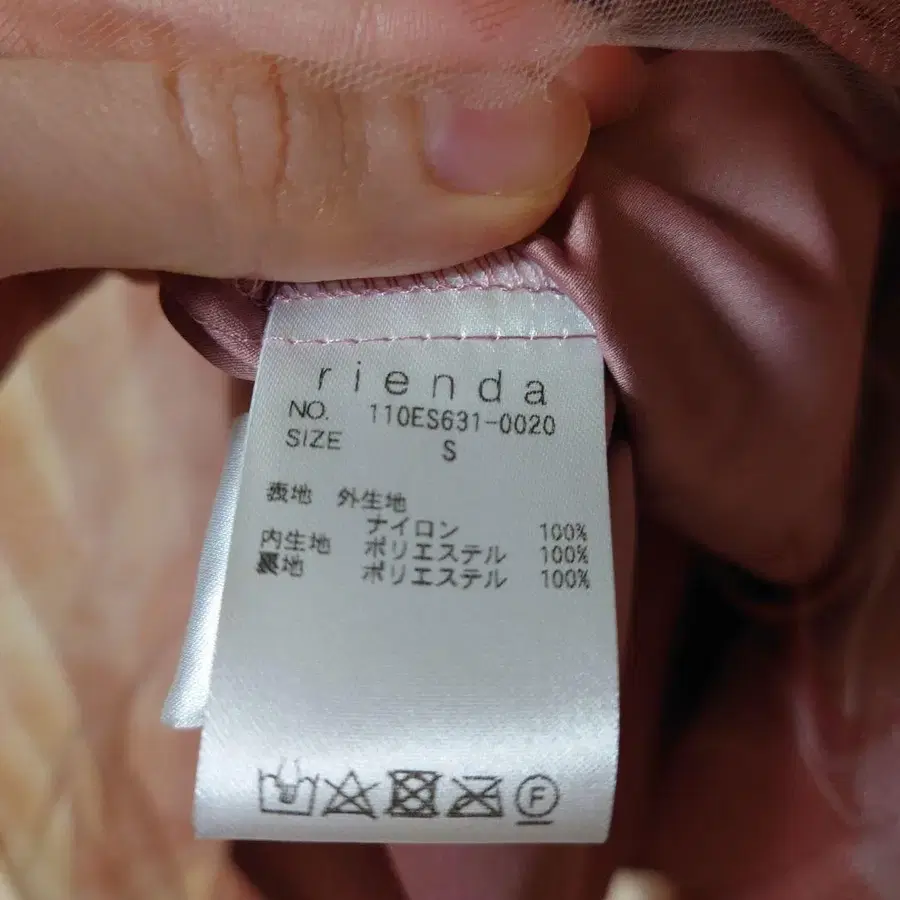 rienda
NO. 110ES631-0020
SIZE S
表地 外生地
ナイロン 100%
内生地 ポリエステル 100%
裏地 ポリエステル 100%
F